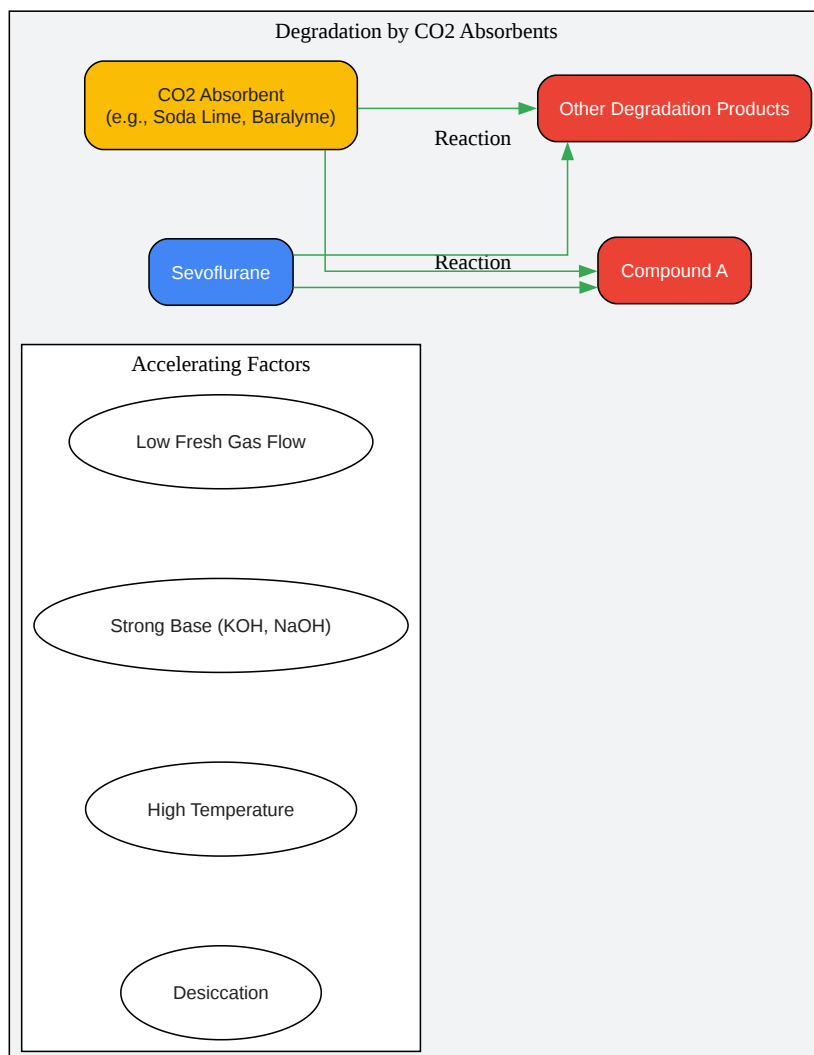 Degradation by CO2 Absorbents
CO2 Absorbent
(e.g., Soda Lime, Baralyme)
Other Degradation Products
Reaction
Sevoflurane
Reaction
Compound A
Accelerating Factors
Low Fresh Gas Flow
Strong Base (KOH, NaOH)
High Temperature
Desiccation